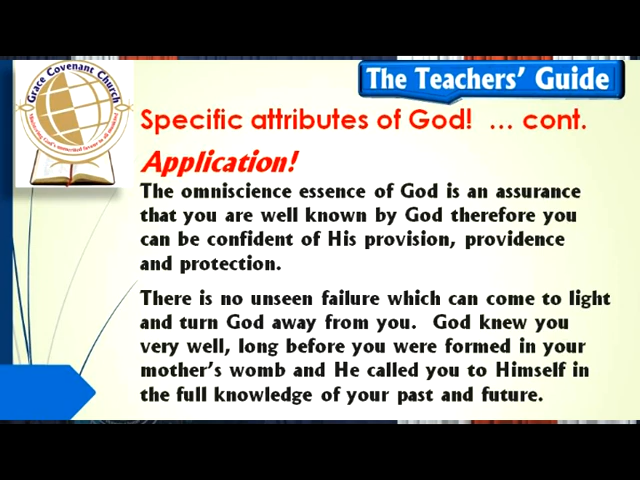 Grace Covenant Church
The Teachers' Guide
Specific attributes of God! ... cont.
Application!
The omniscience essence of God is an assurance
that you are well known by God therefore you
can be confident of His provision, providence
and protection.
There is no unseen failure which can come to light
and turn God away from you. God knew you
very well, long before you were formed in your
mother's womb and He called you to Himself in
the full knowledge of your past and future.